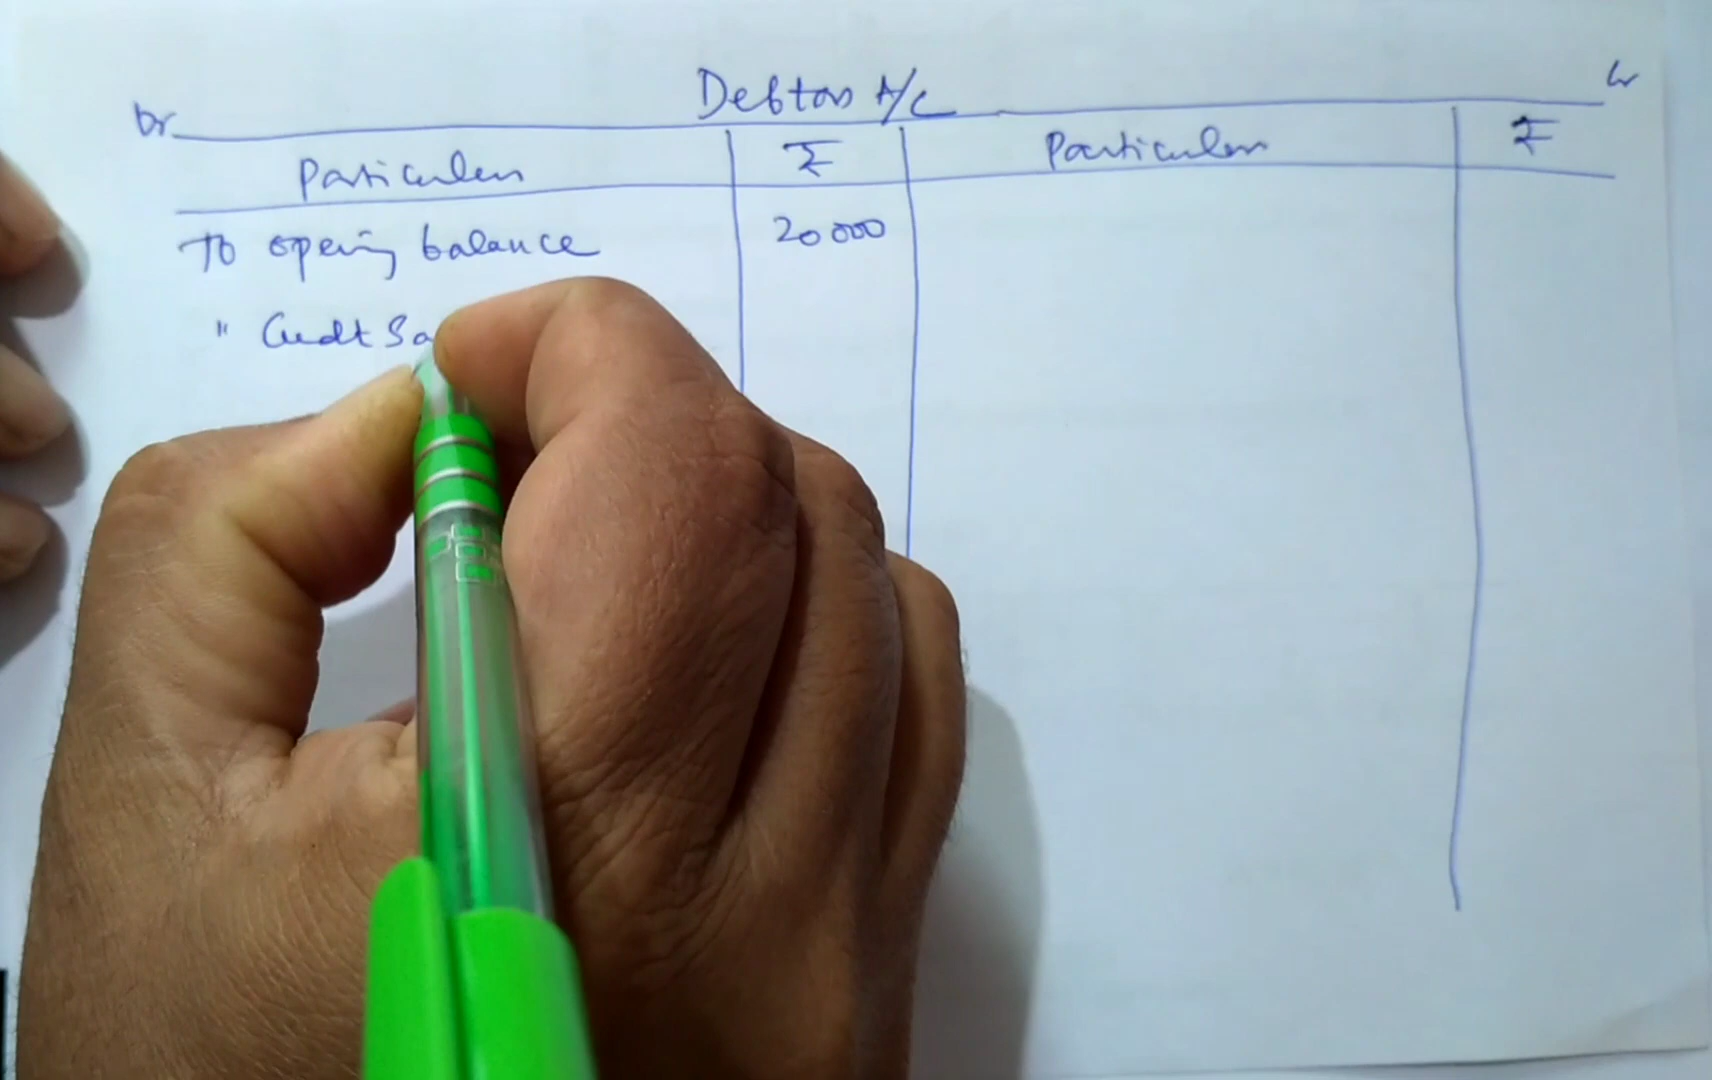 Debtors A/c
Dr Cr
Particulars ₹ Particulars ₹
To opening balance 20000
" Credit Sa